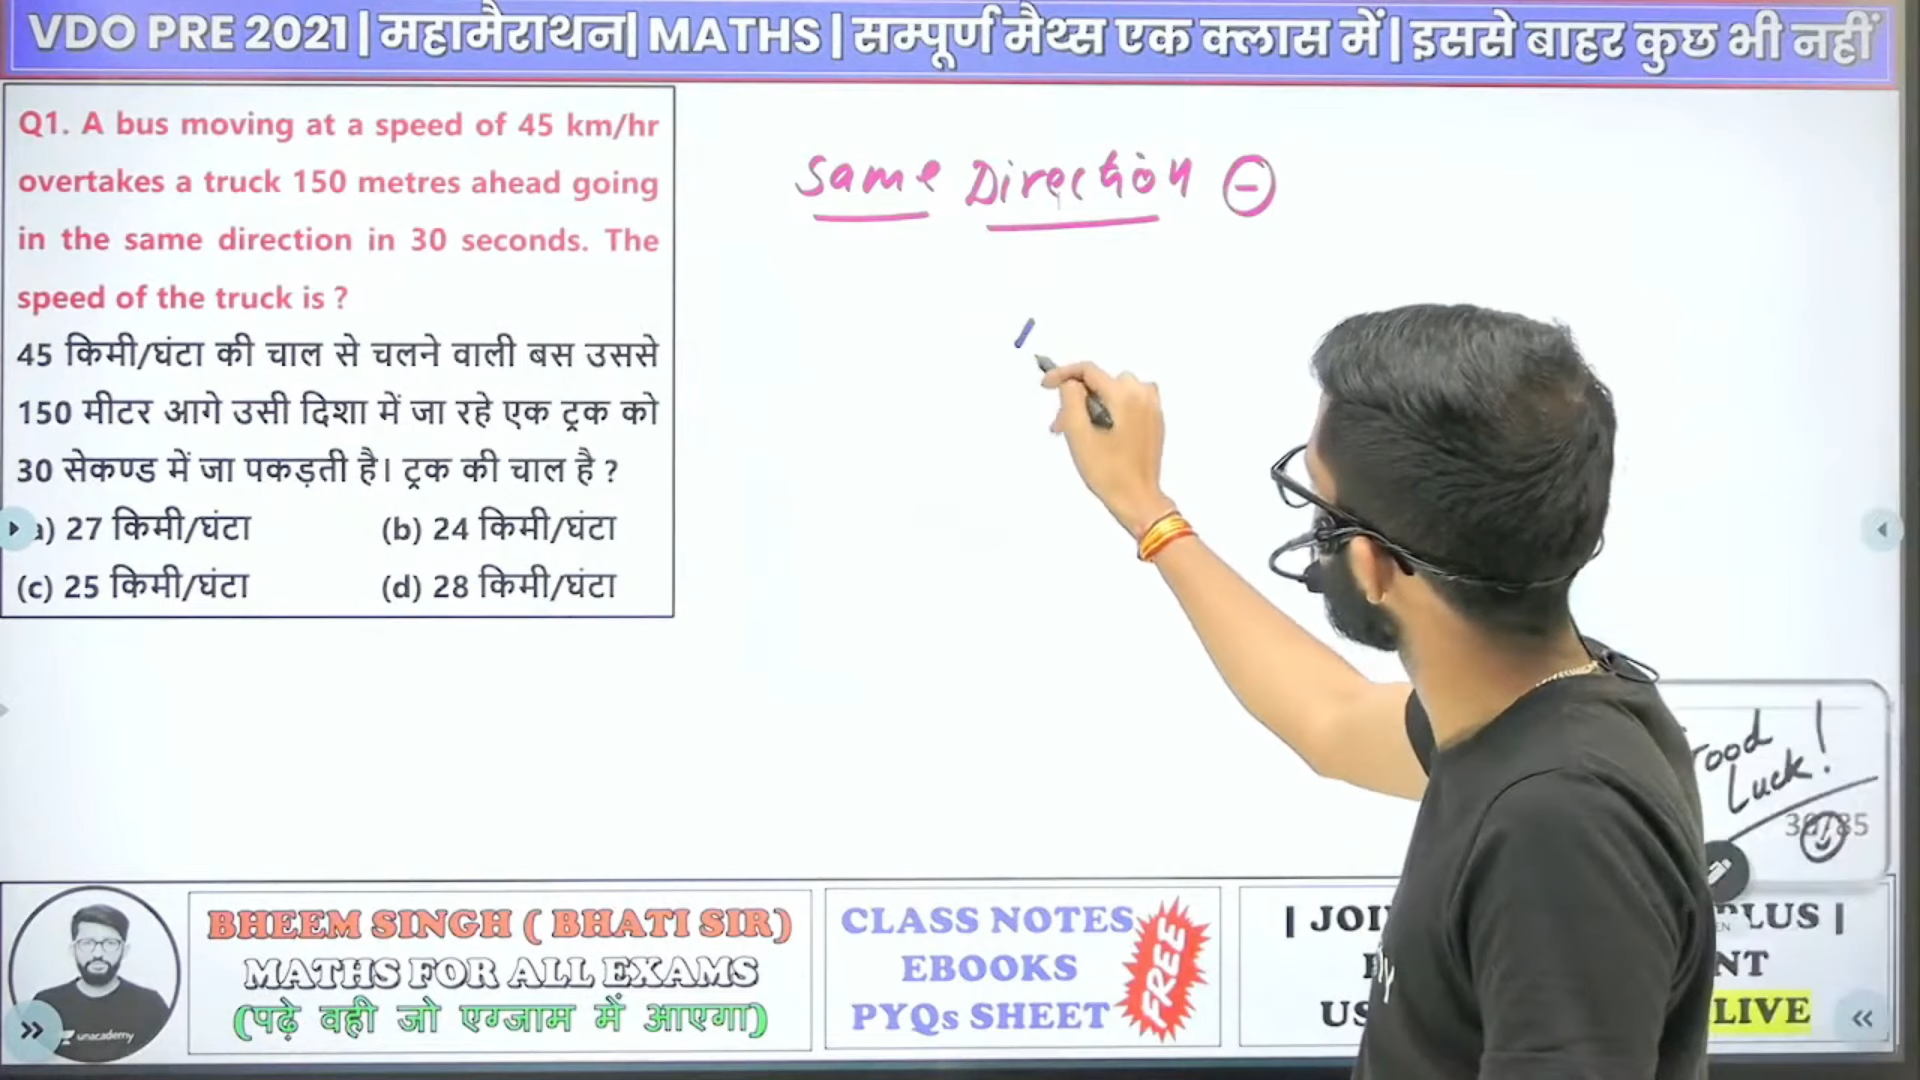 VDO PRE 2021 | महामैराथन| MATHS | सम्पूर्ण मैथ्स एक क्लास में| इससे बाहर कुछ भी नहीं
Q1. A bus moving at a speed of 45 km/hr
overtakes a truck 150 metres ahead going
in the same direction in 30 seconds. The
speed of the truck is ?
45 किमी/घंटा की चाल से चलने वाली बस उससे
150 मीटर आगे उसी दिशा में जा रहे एक ट्रक को
30 सेकण्ड में जा पकड़ती है। ट्रक की चाल है ?
a) 27 किमी/घंटा (b) 24 किमी/घंटा
(c) 25 किमी/घंटा (d) 28 किमी/घंटा
Same Direction -
Luck!
BHEEM SINGH ( BHATI SIR)
MATHS FOR ALL EXAMS
(पढ़े वही जो एग्जाम में आएगा)
unacademy
CLASS NOTES
EBOOKS
PYQs SHEET
FREE
LIVE